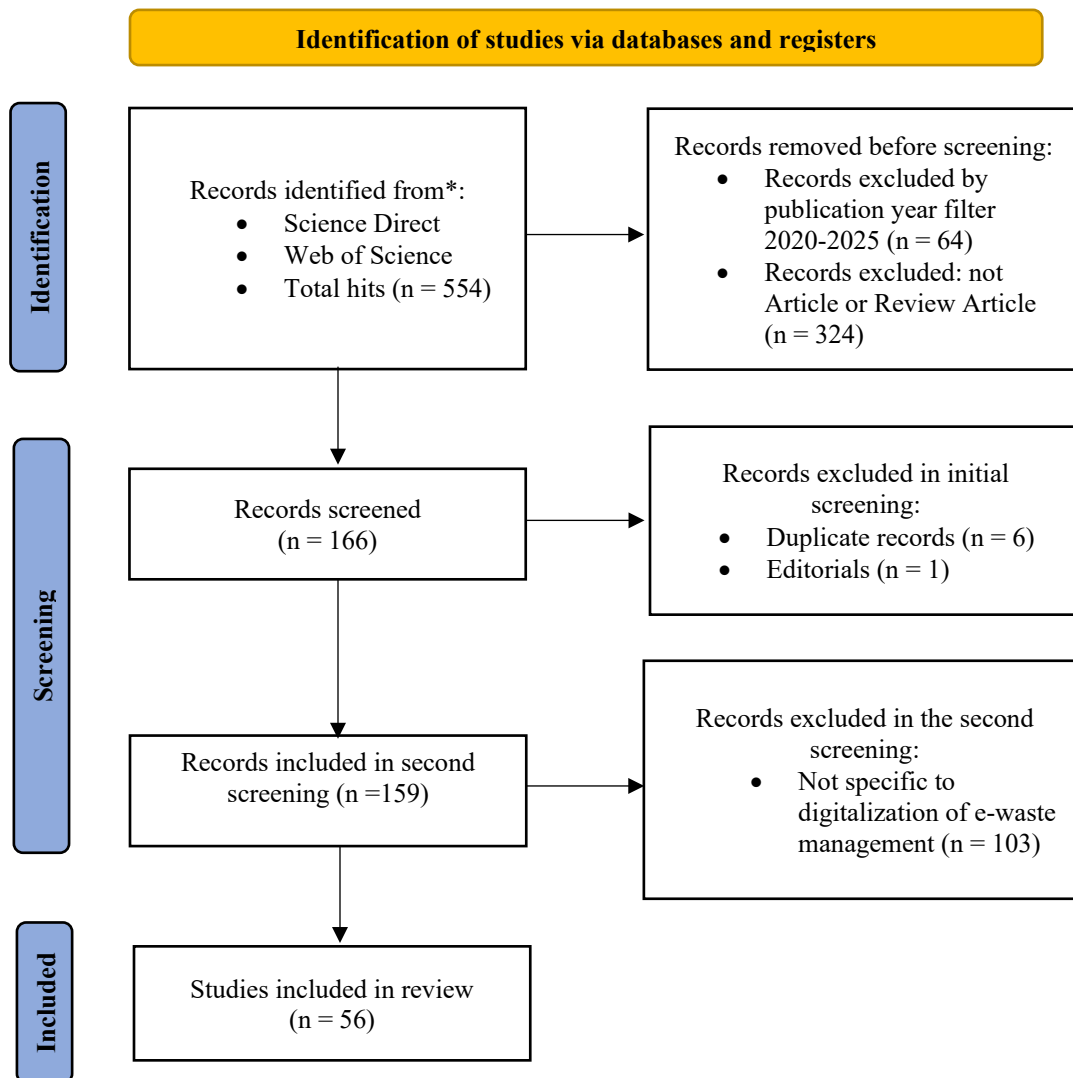 Identification of studies via databases and registers
Identification
Records identified from*:
• Science Direct
• Web of Science
• Total hits (n = 554)
Records removed before screening:
• Records excluded by
publication year filter
2020-2025 (n = 64)
• Records excluded: not
Article or Review Article
(n = 324)
Screening
Records screened
(n = 166)
Records excluded in initial
screening:
• Duplicate records (n = 6)
• Editorials (n = 1)
Records included in second
screening (n =159)
Records excluded in the second
screening:
• Not specific to
digitalization of e-waste
management (n = 103)
Included
Studies included in review
(n = 56)